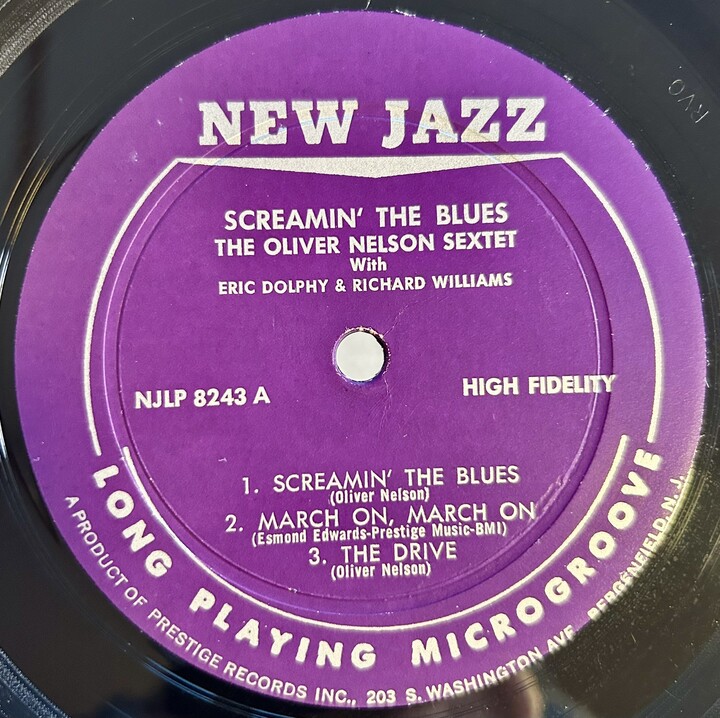 NEW JAZZ
SCREAMIN' THE BLUES
THE OLIVER NELSON SEXTET
With
ERIC DOLPHY & RICHARD WILLIAMS
NJLP 8243 A
HIGH FIDELITY
1. SCREAMIN' THE BLUES
(Oliver Nelson)
2. MARCH ON, MARCH ON
(Esmond Edwards-Prestige Music-BMI)
3. THE DRIVE
(Oliver Nelson)
LONG PLAYING MICROGROOVE
A PRODUCT OF PRESTIGE RECORDS INC., 203 S. WASHINGTON AVE. BERGENFIELD, N.J.
RVG